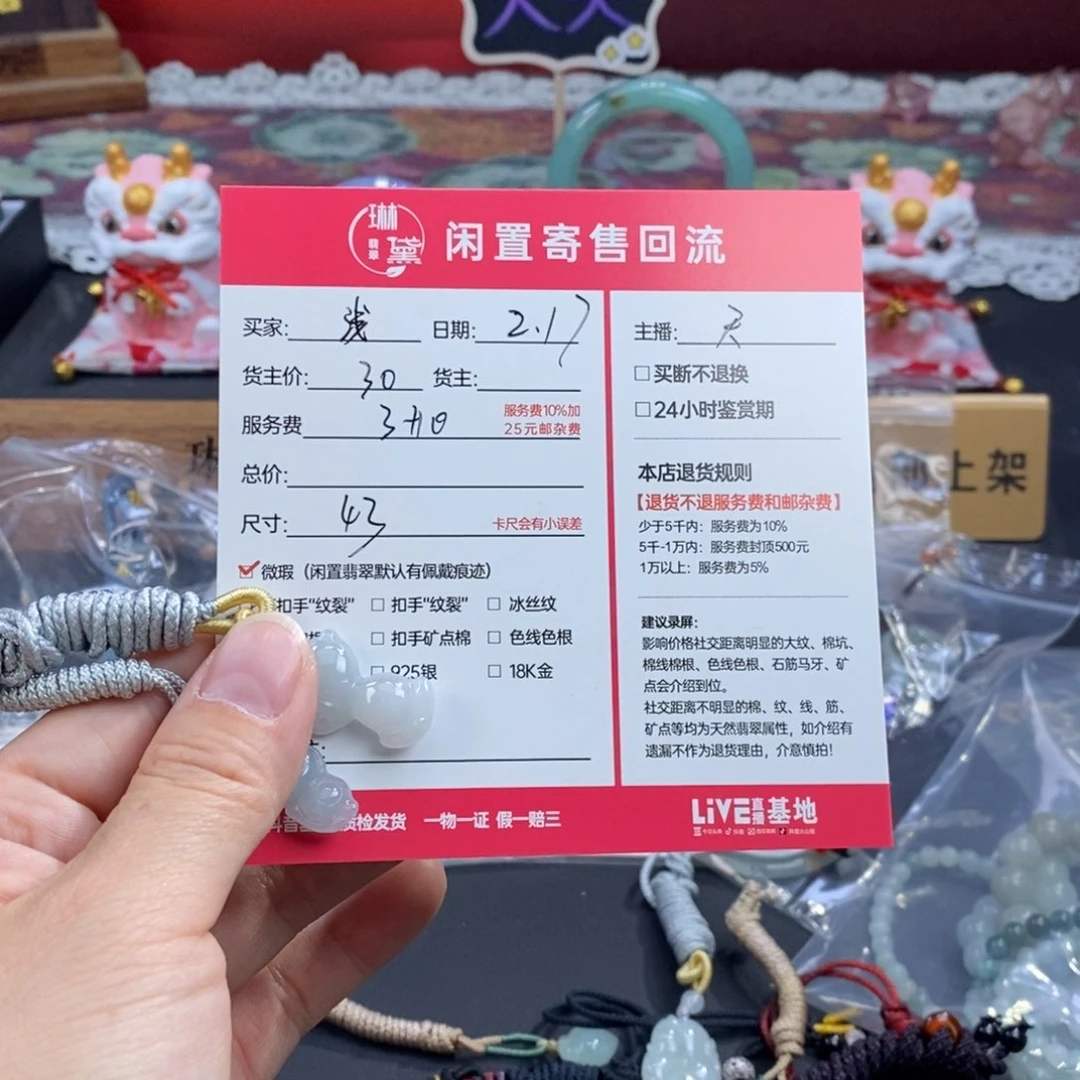 琳黛
翡翠
闲置寄售回流
买家: 浅 日期: 2.17
货主价: 30 货主:
服务费 3+10
服务费10%加
25元邮杂费
总价:
尺寸: 43 卡尺会有小误差
微瑕（闲置翡翠默认有佩戴痕迹）
扣手“纹裂” 扣手“纹裂” 冰丝纹
扣手矿点棉 色线色根
925银 18K金
质检发货 一物一证 假一赔三
主播: 天
买断不退换
24小时鉴赏期
本店退货规则
【退货不退服务费和邮杂费】
少于5千内：服务费为10%
5千-1万内：服务费封顶500元
1万以上：服务费为5%
建议录屏：
影响价格社交距离明显的大纹、棉坑、
棉线棉根、色线色根、石筋马牙、矿
点会介绍到位。
社交距离不明显的棉、纹、线、筋、
矿点等均为天然翡翠属性，如介绍有
遗漏不作为退货理由，介意慎拍！
LiVE直播基地
琳
上架